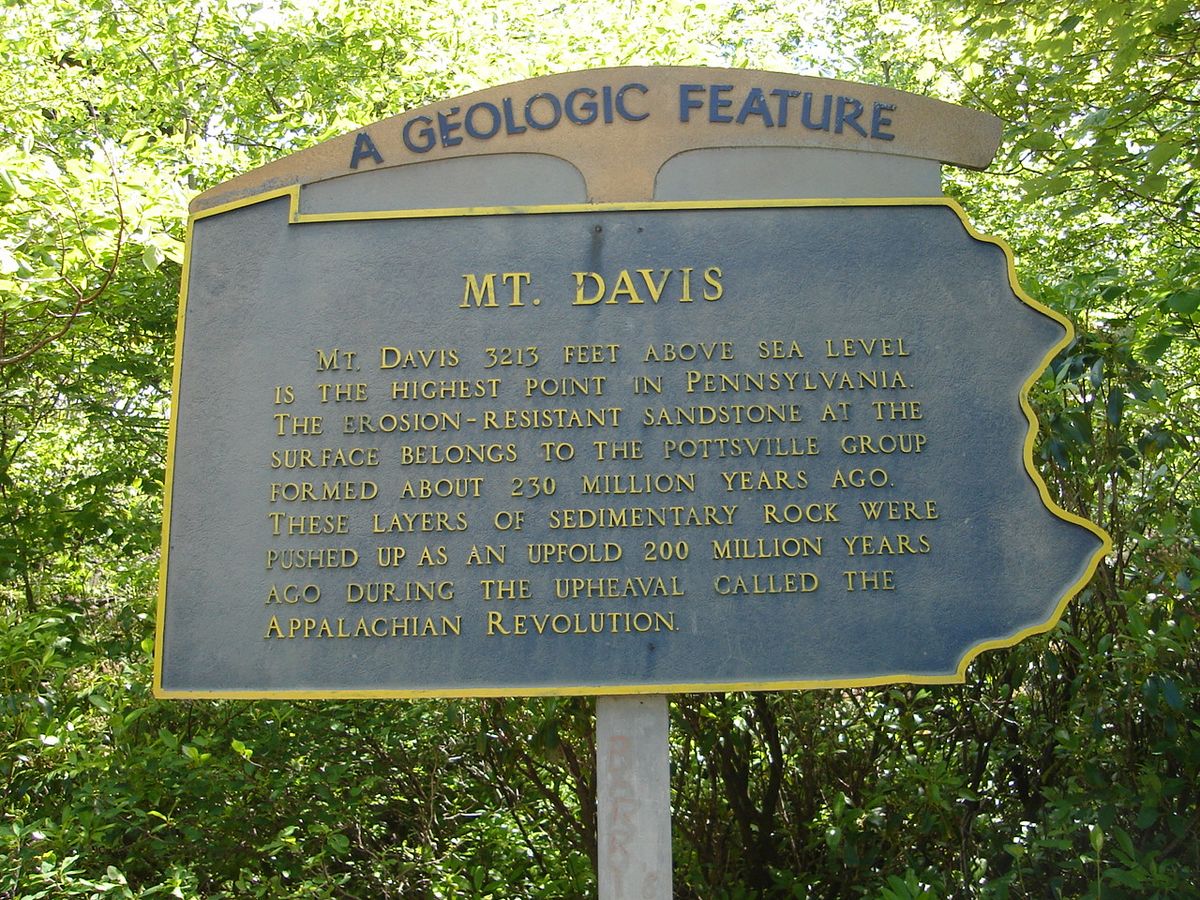 A GEOLOGIC FEATURE
MT. DAVIS
MT. DAVIS 3213 FEET ABOVE SEA LEVEL
IS THE HIGHEST POINT IN PENNSYLVANIA.
THE EROSION-RESISTANT SANDSTONE AT THE
SURFACE BELONGS TO THE POTTSVILLE GROUP
FORMED ABOUT 230 MILLION YEARS AGO.
THESE LAYERS OF SEDIMENTARY ROCK WERE
PUSHED UP AS AN UPFOLD 200 MILLION YEARS
AGO DURING THE UPHEAVAL CALLED THE
APPALACHIAN REVOLUTION.